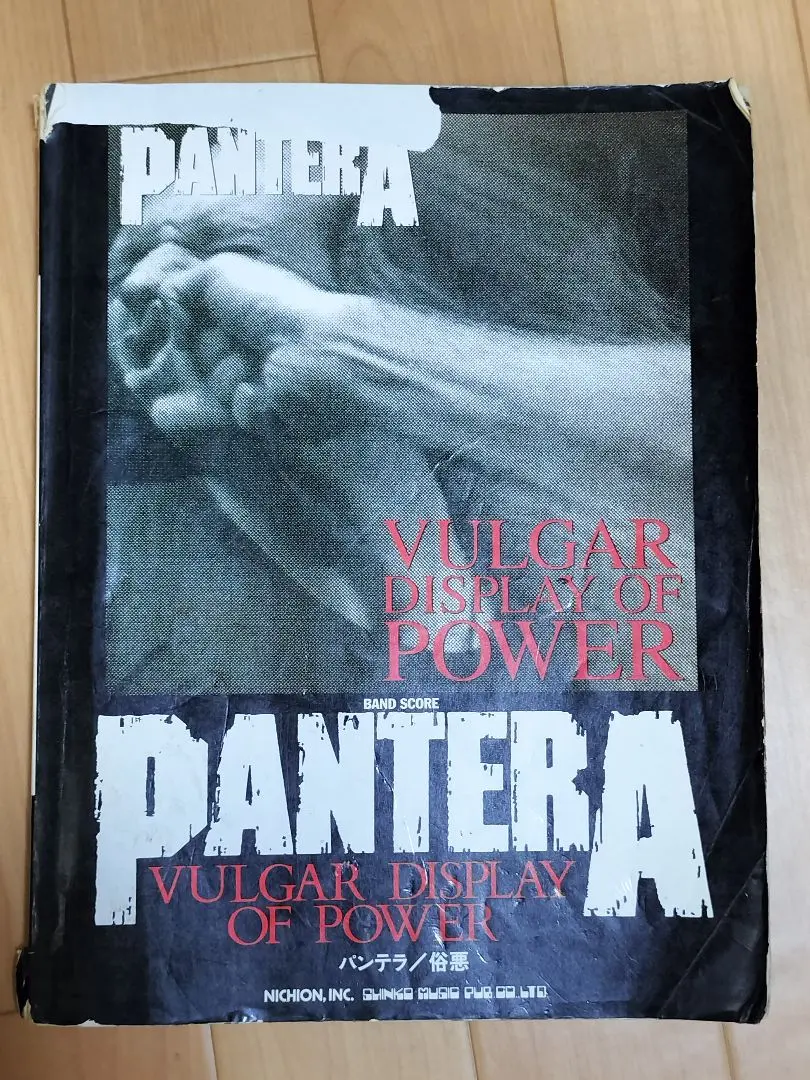 PANTERA
VULGAR
DISPLAY OF
POWER
BAND SCORE
PANTERA
VULGAR DISPLAY
OF POWER
パンテラ/俗悪
NICHION, INC. SHINKO MUSIC PUB. CO., LTD.